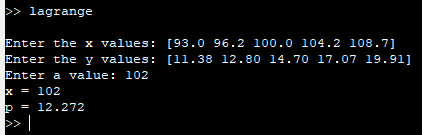 >> lagrange
Enter the x values: [93.0 96.2 100.0 104.2 108.7]
Enter the y values: [11.38 12.80 14.70 17.07 19.91]
Enter a value: 102
x = 102
p = 12.272
>>